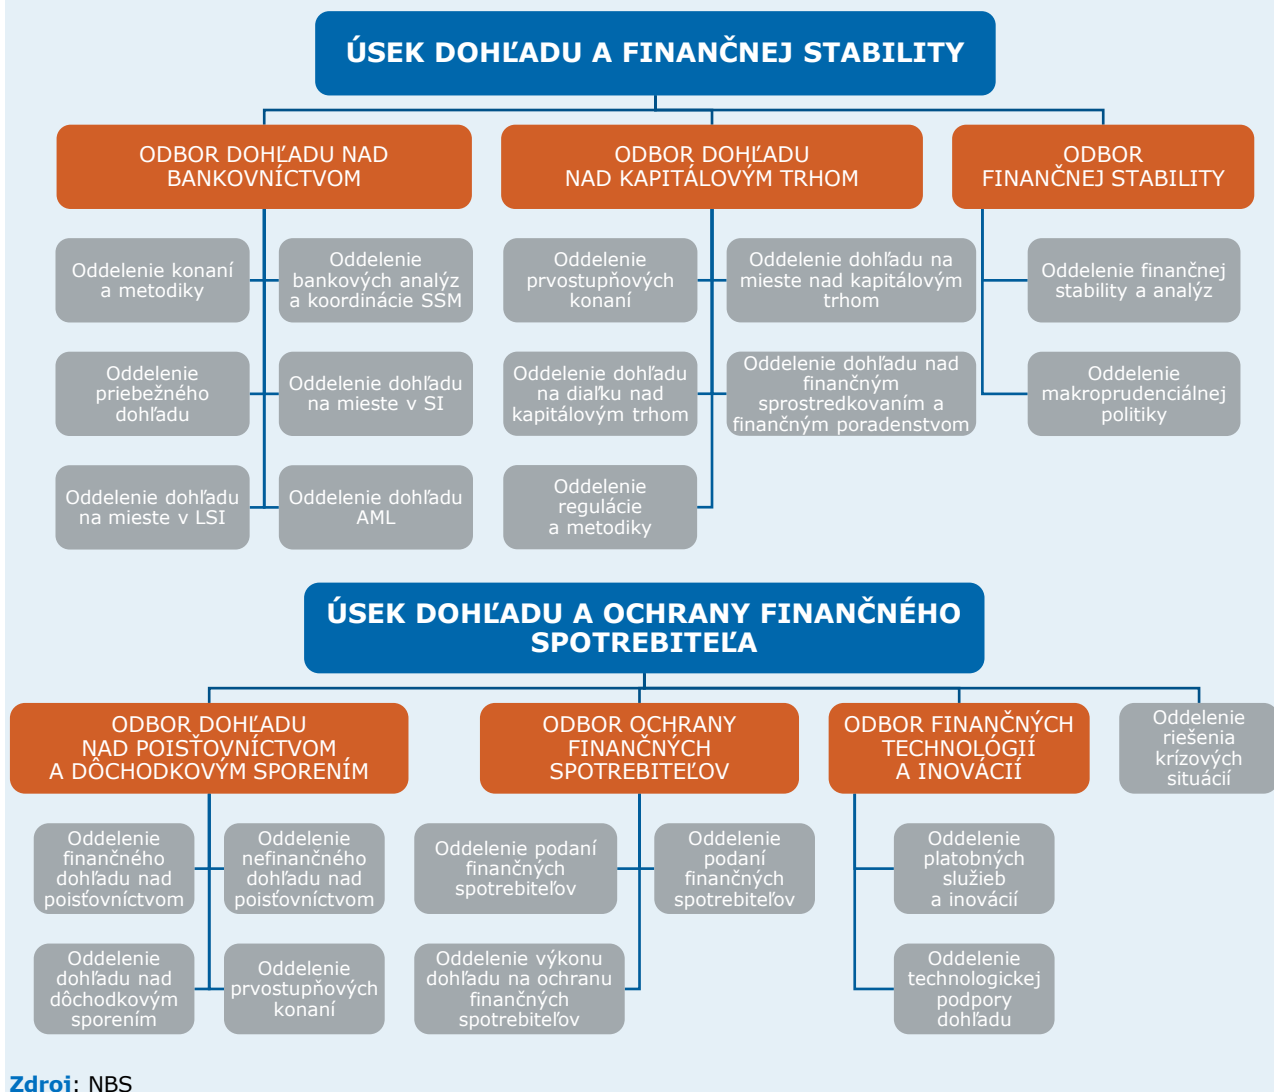 ÚSEK DOHĽADU A FINANČNEJ STABILITY
ODBOR DOHĽADU NAD
BANKOVNÍCTVOM
ODBOR DOHĽADU
NAD KAPITÁLOVÝM TRHOM
ODBOR
FINANČNEJ STABILITY
Oddelenie konaní
a metodiky
Oddelenie
bankových analýz
a koordinácie SSM
Oddelenie
prvostupňových
konaní
Oddelenie dohľadu na
mieste nad kapitálovým
trhom
Oddelenie finančnej
stability a analýz
Oddelenie
priebežného
dohľadu
Oddelenie dohľadu
na mieste v SI
Oddelenie dohľadu
na diaľku nad
kapitálovým trhom
Oddelenie dohľadu nad
finančným
sprostredkovaním a
finančným poradenstvom
Oddelenie
makroprudenciálnej
politiky
Oddelenie dohľadu
na mieste v LSI
Oddelenie dohľadu
AML
Oddelenie
regulácie
a metodiky
ÚSEK DOHĽADU A OCHRANY FINANČNÉHO
SPOTREBITEĽA
ODBOR DOHĽADU
NAD POISŤOVNÍCTVOM
A DÔCHODKOVÝM SPORENÍM
ODBOR OCHRANY
FINANČNÝCH
SPOTREBITEĽOV
ODBOR FINANČNÝCH
TECHNOLÓGIÍ
A INOVÁCIÍ
Oddelenie
riešenia
krízových
situácií
Oddelenie
finančného
dohľadu nad
poisťovníctvom
Oddelenie
nefinančného
dohľadu nad
poisťovníctvom
Oddelenie podaní
finančných
spotrebiteľov
Oddelenie
podaní
finančných
spotrebiteľov
Oddelenie
platobných
služieb
a inovácií
Oddelenie
dohľadu nad
dôchodkovým
sporením
Oddelenie
prvostupňových
konaní
Oddelenie výkonu
dohľadu na ochranu
finančných
spotrebiteľov
Oddelenie
technologickej
podpory
dohľadu
Zdroj: NBS